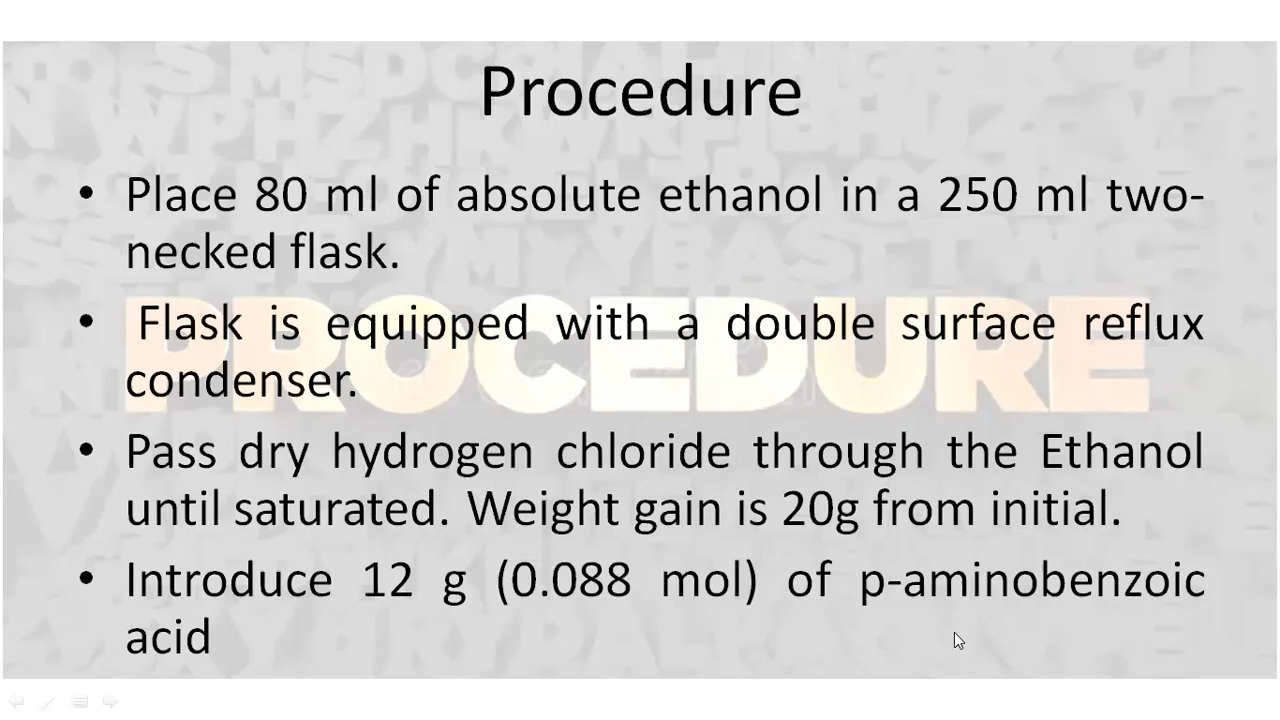 Procedure
• Place 80 ml of absolute ethanol in a 250 ml two-
necked flask.
• Flask is equipped with a double surface reflux
condenser.
• Pass dry hydrogen chloride through the Ethanol
until saturated. Weight gain is 20g from initial.
• Introduce 12 g (0.088 mol) of p-aminobenzoic
acid
PROCEDURE